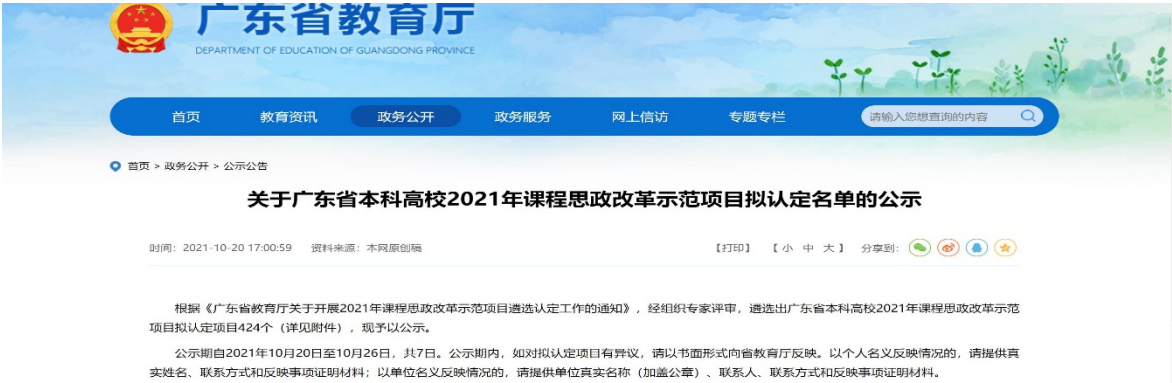 广东省教育厅
DEPARTMENT OF EDUCATION OF GUANGDONG PROVINCE
首页 教育资讯 政务公开 政务服务 网上信访 专题专栏 请输入您想查询的内容
首页 > 政务公开 > 公示公告
关于广东省本科高校2021年课程思政改革示范项目拟认定名单的公示
时间：2021-10-20 17:00:59 资料来源：本网原创稿 【打印】 【 小 中 大 】 分享到：
根据《广东省教育厅关于开展2021年课程思政改革示范项目遴选认定工作的通知》，经组织专家评审，遴选出广东省本科高校2021年课程思政改革示范
项目拟认定项目424个（详见附件），现予以公示。
公示期自2021年10月20日至10月26日，共7日。公示期内，如对拟认定项目有异议，请以书面形式向省教育厅反映。以个人名义反映情况的，请提供真
实姓名、联系方式和反映事项证明材料；以单位名义反映情况的，请提供单位真实名称（加盖公章）、联系人、联系方式和反映事项证明材料。